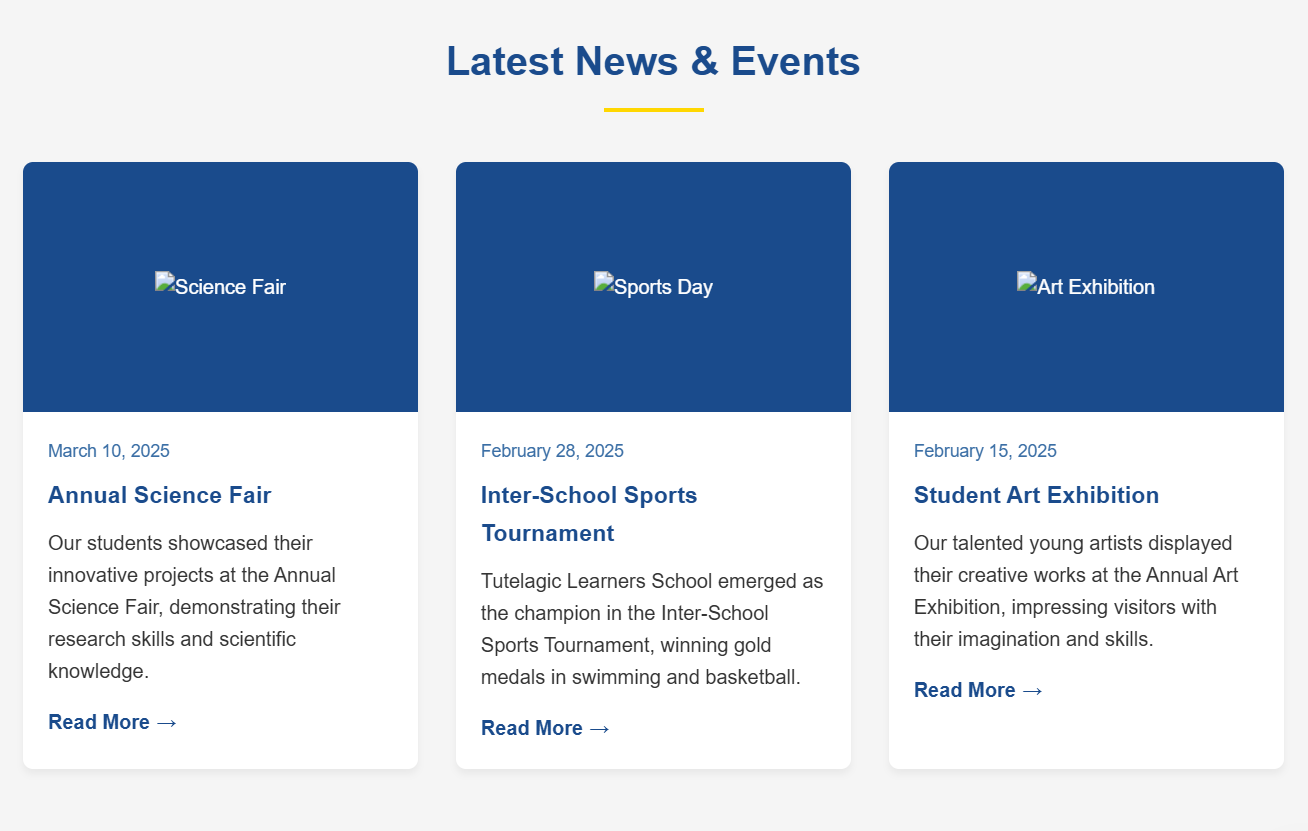 Latest News & Events
Science Fair
Sports Day
Art Exhibition
March 10, 2025
Annual Science Fair
Our students showcased their
innovative projects at the Annual
Science Fair, demonstrating their
research skills and scientific
knowledge.
Read More →
February 28, 2025
Inter-School Sports
Tournament
Tutelagic Learners School emerged as
the champion in the Inter-School
Sports Tournament, winning gold
medals in swimming and basketball.
Read More →
February 15, 2025
Student Art Exhibition
Our talented young artists displayed
their creative works at the Annual Art
Exhibition, impressing visitors with
their imagination and skills.
Read More →